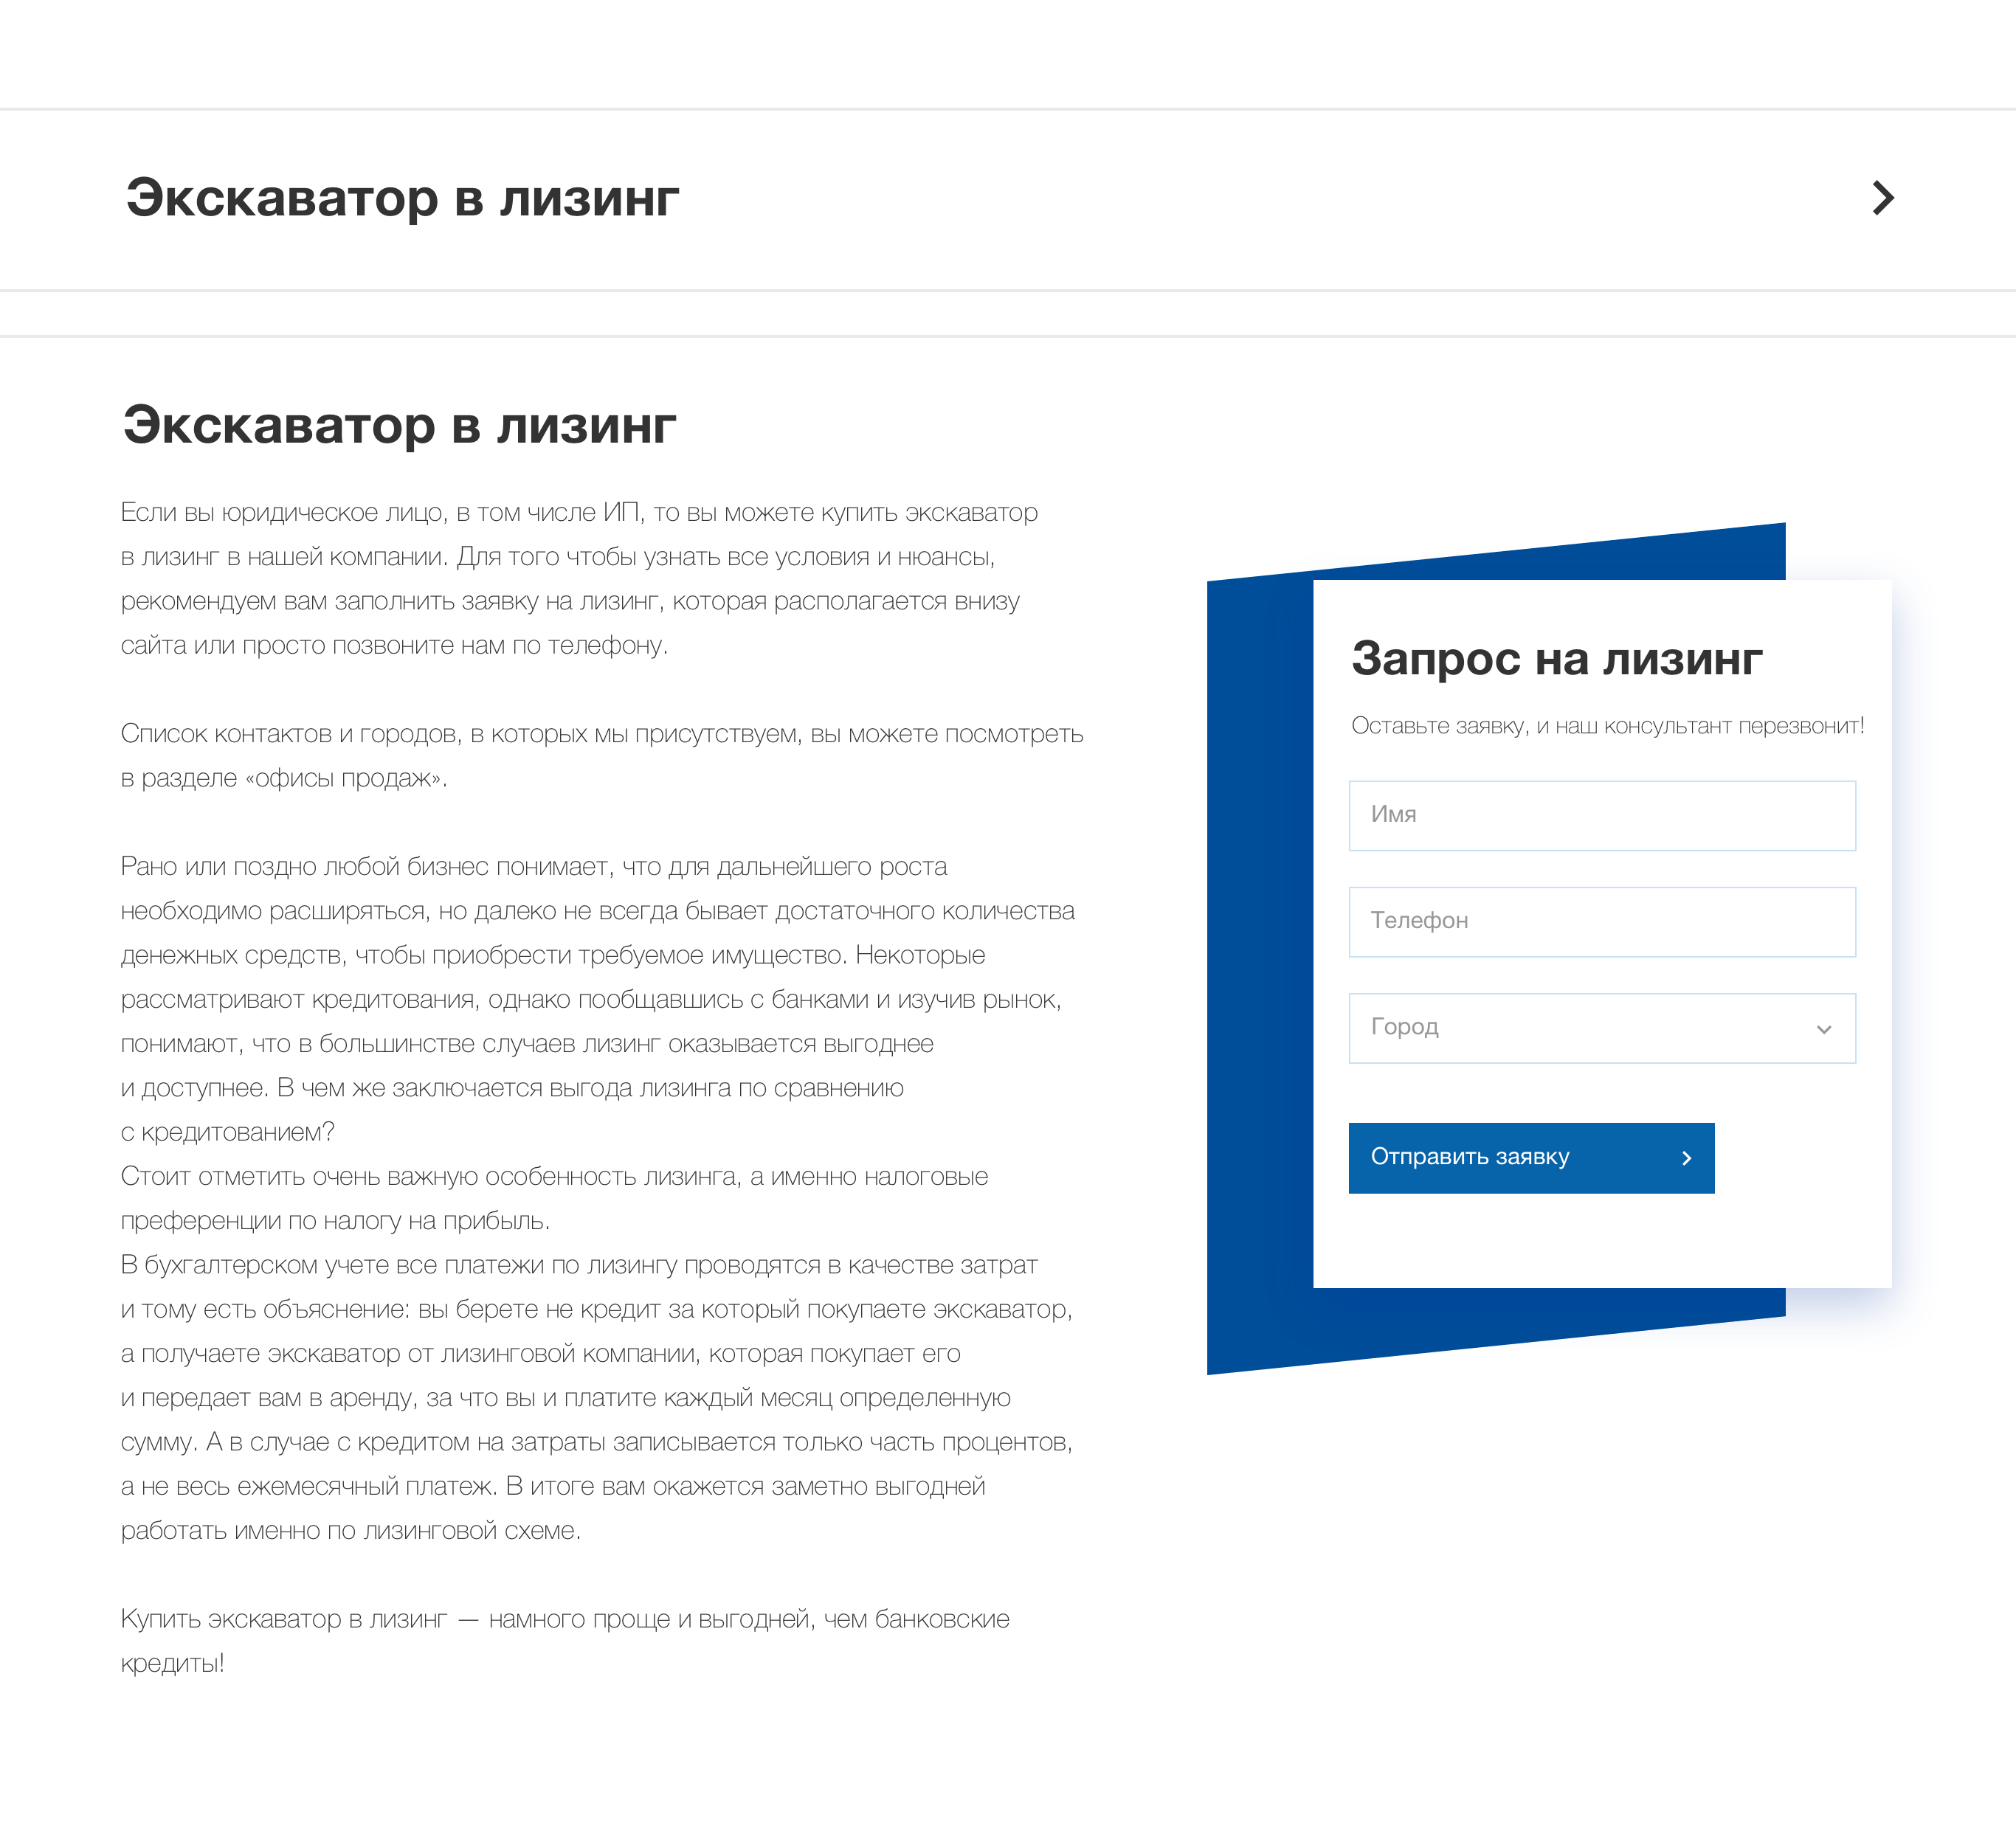 Экскаватор в лизинг
Экскаватор в лизинг
Если вы юридическое лицо, в том числе ИП, то вы можете купить экскаватор
в лизинг в нашей компании. Для того чтобы узнать все условия и нюансы,
рекомендуем вам заполнить заявку на лизинг, которая располагается внизу
сайта или просто позвоните нам по телефону.
Список контактов и городов, в которых мы присутствуем, вы можете посмотреть
в разделе «офисы продаж».
Рано или поздно любой бизнес понимает, что для дальнейшего роста
необходимо расширяться, но далеко не всегда бывает достаточного количества
денежных средств, чтобы приобрести требуемое имущество. Некоторые
рассматривают кредитования, однако пообщавшись с банками и изучив рынок,
понимают, что в большинстве случаев лизинг оказывается выгоднее
и доступнее. В чем же заключается выгода лизинга по сравнению
с кредитованием?
Стоит отметить очень важную особенность лизинга, а именно налоговые
преференции по налогу на прибыль.
В бухгалтерском учете все платежи по лизингу проводятся в качестве затрат
и тому есть объяснение: вы берете не кредит за который покупаете экскаватор,
а получаете экскаватор от лизинговой компании, которая покупает его
и передает вам в аренду, за что вы и платите каждый месяц определенную
сумму. А в случае с кредитом на затраты записывается только часть процентов,
а не весь ежемесячный платеж. В итоге вам окажется заметно выгодней
работать именно по лизинговой схеме.
Купить экскаватор в лизинг — намного проще и выгодней, чем банковские
кредиты!
Запрос на лизинг
Оставьте заявку, и наш консультант перезвонит!
Имя
Телефон
Город
Отправить заявку